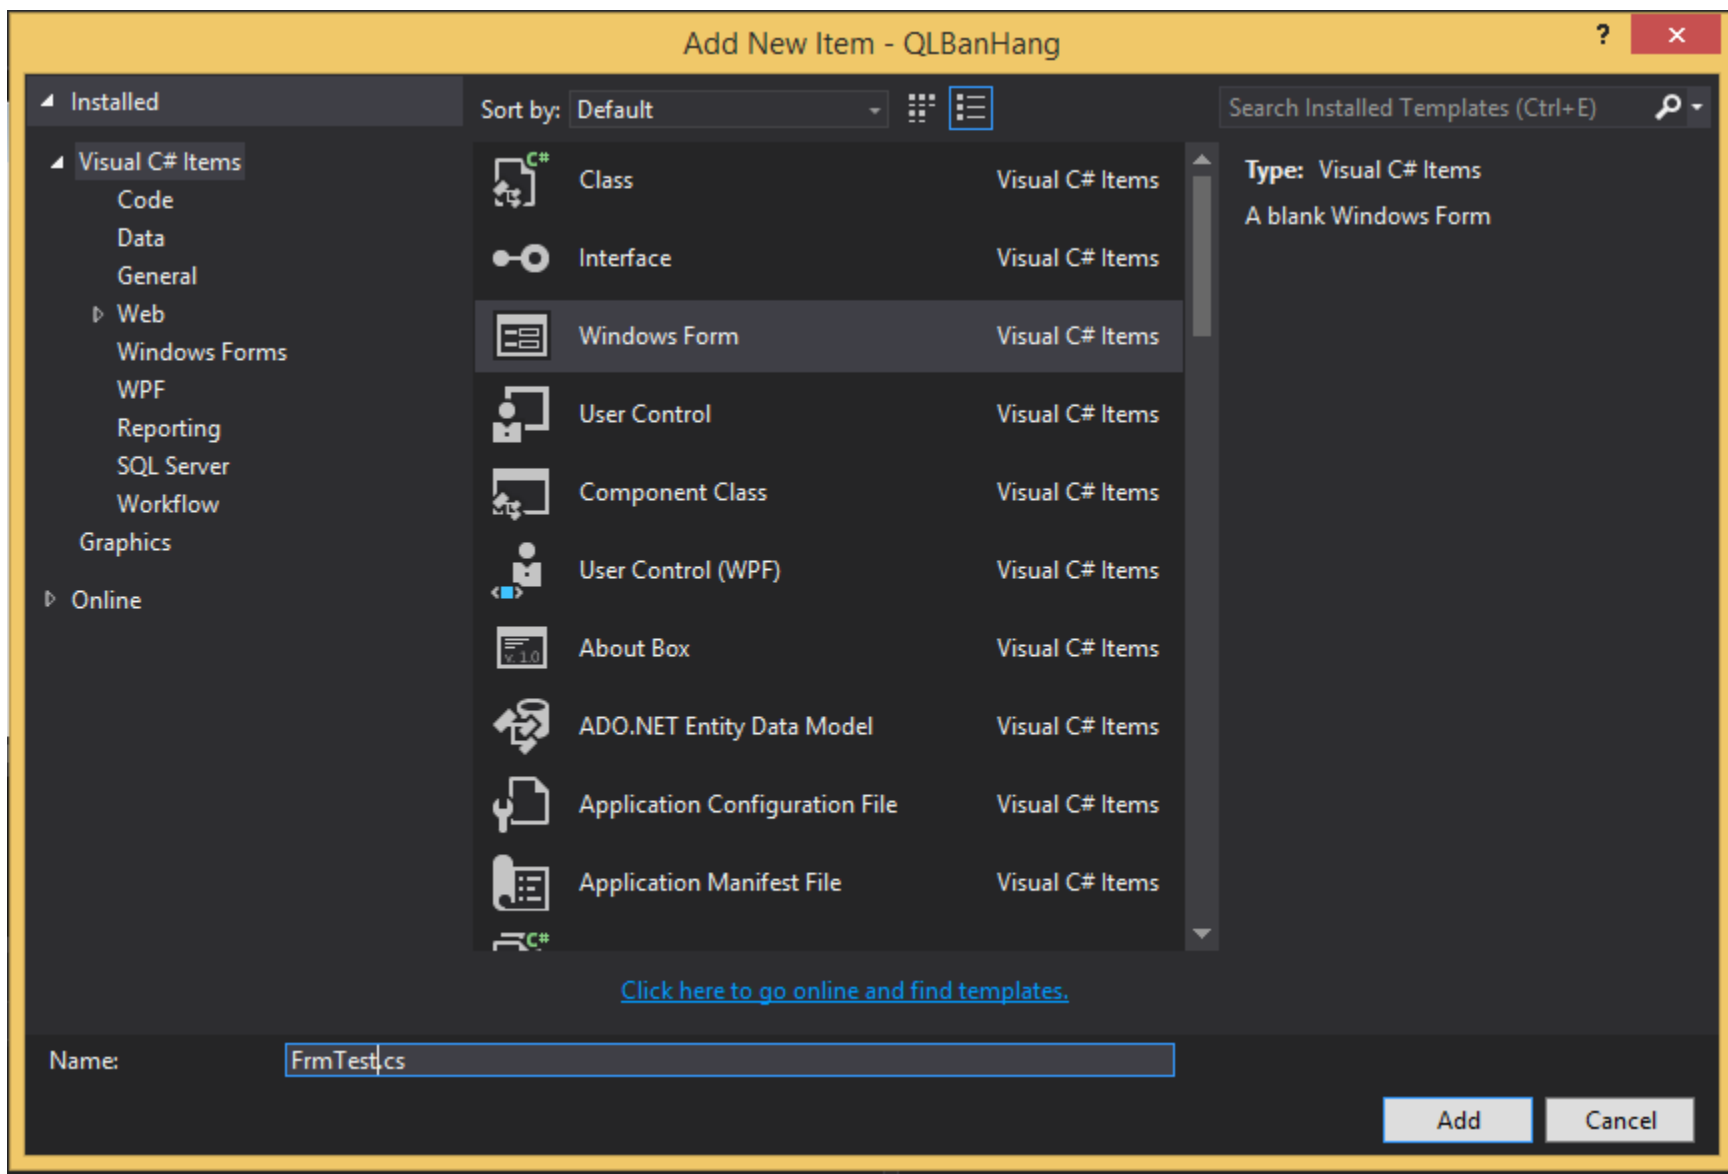 Add New Item - QLBanHang
?
Installed
Visual C# Items
Code
Data
General
Web
Windows Forms
WPF
Reporting
SQL Server
Workflow
Graphics
Online
Sort by: Default
C# Class Visual C# Items
Interface Visual C# Items
Windows Form Visual C# Items
User Control Visual C# Items
Component Class Visual C# Items
User Control (WPF) Visual C# Items
v. 1.0 About Box Visual C# Items
ADO.NET Entity Data Model Visual C# Items
Application Configuration File Visual C# Items
Application Manifest File Visual C# Items
C#
Click here to go online and find templates.
Search Installed Templates (Ctrl+E)
Type: Visual C# Items
A blank Windows Form
Name: FrmTest.cs
Add Cancel